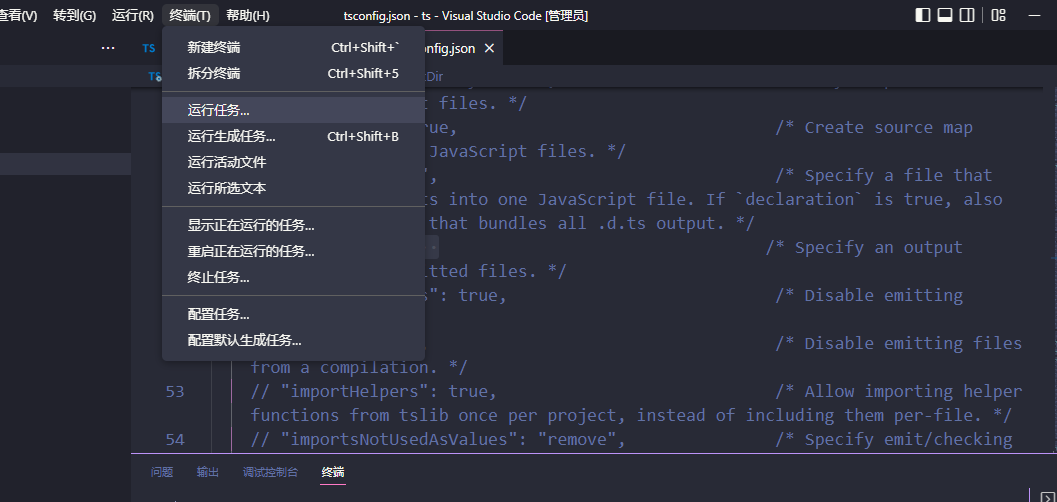 查看(V) 转到(G) 运行(R) 终端(T) 帮助(H) tsconfig.json - ts - Visual Studio Code [管理员]
··· TS nfig.json ×
TS Dir
新建终端 Ctrl+Shift+`
拆分终端 Ctrl+Shift+5
运行任务...
运行生成任务... Ctrl+Shift+B
运行活动文件
运行所选文本
显示正在运行的任务...
重启正在运行的任务...
终止任务...
配置任务...
配置默认生成任务...
t files. */
rue, /* Create source map
JavaScript files. */
", /* Specify a file that
ts into one JavaScript file. If `declaration` is true, also
that bundles all .d.ts output. */
/* Specify an output
itted files. */
s": true, /* Disable emitting
/* Disable emitting files
from a compilation. */
53 // "importHelpers": true, /* Allow importing helper
functions from tslib once per project, instead of including them per-file. */
54 // "importsNotUsedAsValues": "remove", /* Specify emit/checking
问题 输出 调试控制台 终端